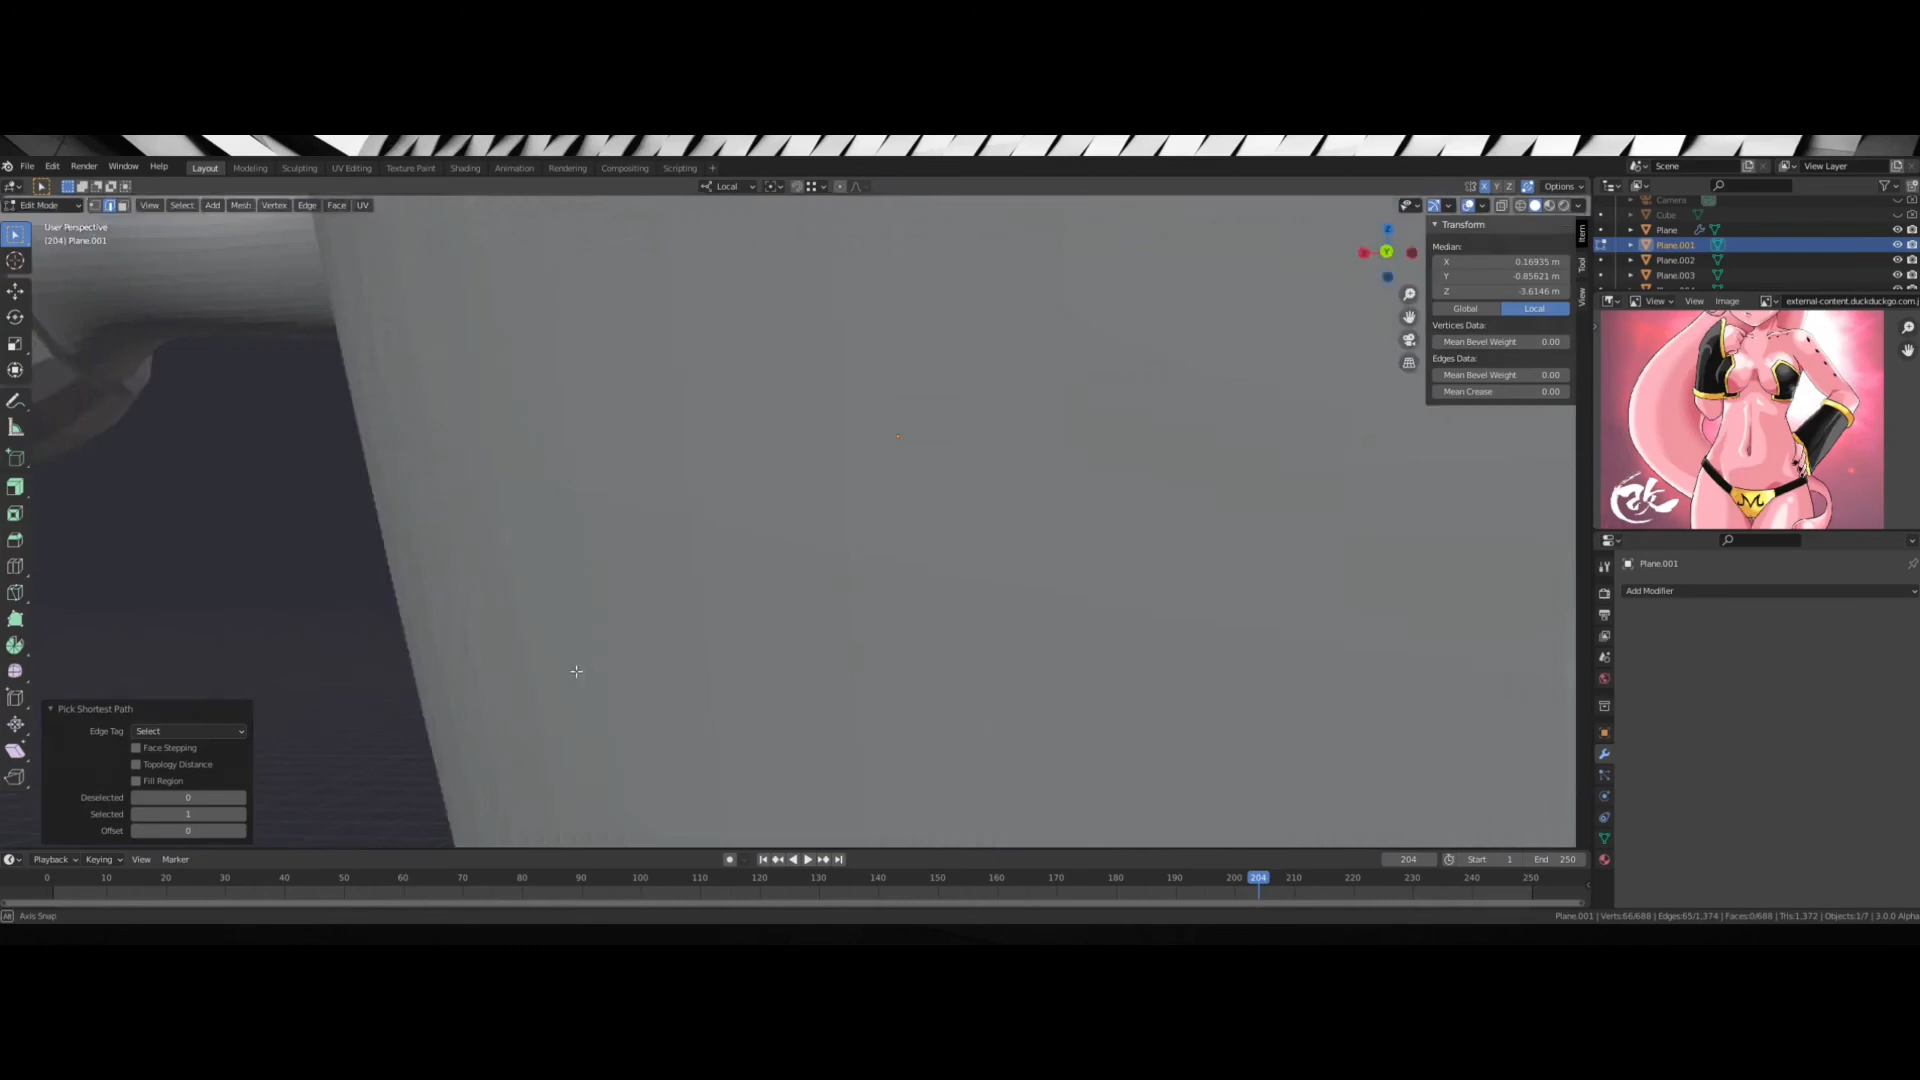 File Edit Render Window Help Layout Modeling Sculpting UV Editing Texture Paint Shading Animation Rendering Compositing Scripting + Scene View Layer
Local X Y Z Options
Edit Mode View Select Add Mesh Vertex Edge Face UV
User Perspective
(204) Plane.001
Transform
Median:
X 0.16935 m
Y -0.85621 m
Z -3.6146 m
Global Local
Vertices Data:
Mean Bevel Weight 0.00
Edges Data:
Mean Bevel Weight 0.00
Mean Crease 0.00
Item
Tool
View
Z
Y
Camera
Cube
Plane
Plane.001
Plane.002
Plane.003
View View Image external-content.duckduckgo.com.j
改
M
Plane.001
Add Modifier
Pick Shortest Path
Edge Tag Select
Face Stepping
Topology Distance
Fill Region
Deselected 0
Selected 1
Offset 0
Playback Keying View Marker 204 Start 1 End 250
0 10 20 30 40 50 60 70 80 90 100 110 120 130 140 150 160 170 180 190 200 204 210 220 230 240 250
Alt Axis Snap
Plane.001 | Verts:66/688 | Edges:65/1,374 | Faces:0/688 | Tris:1,372 | Objects:1/7 | 3.0.0 Alpha